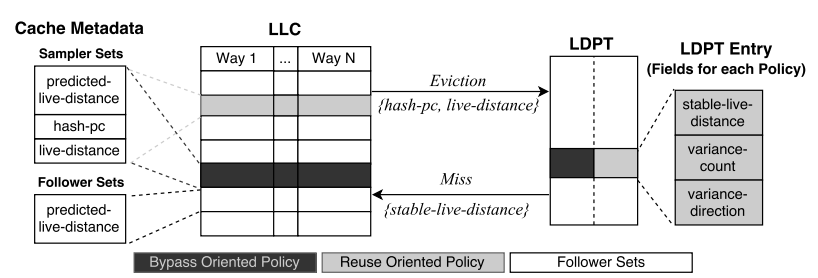 Cache Metadata
Sampler Sets
predicted-
live-distance
hash-pc
live-distance
Follower Sets
predicted-
live-distance
LLC
Way 1
...
Way N
Eviction
{hash-pc, live-distance}
Miss
{stable-live-distance}
LDPT
LDPT Entry
(Fields for each Policy)
stable-live-
distance
variance-
count
variance-
direction
Bypass Oriented Policy
Reuse Oriented Policy
Follower Sets